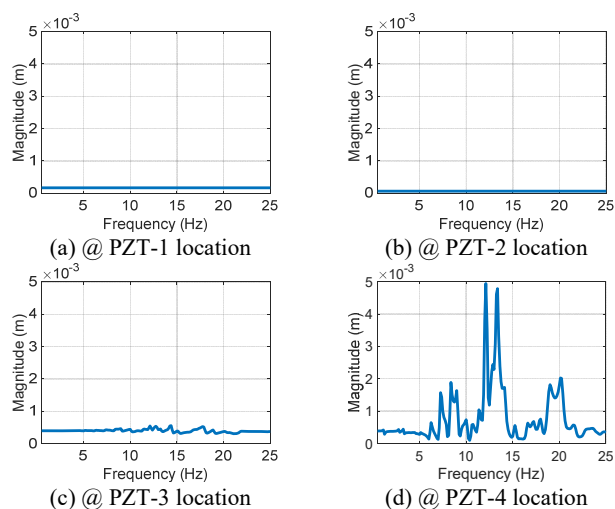 ×10⁻³
5
4
3
2
1
0
Magnitude (m)
5 10 15 20 25
Frequency (Hz)
(a) @ PZT-1 location
×10⁻³
5
4
3
2
1
0
Magnitude (m)
5 10 15 20 25
Frequency (Hz)
(b) @ PZT-2 location
×10⁻³
5
4
3
2
1
0
Magnitude (m)
5 10 15 20 25
Frequency (Hz)
(c) @ PZT-3 location
×10⁻³
5
4
3
2
1
0
Magnitude (m)
5 10 15 20 25
Frequency (Hz)
(d) @ PZT-4 location